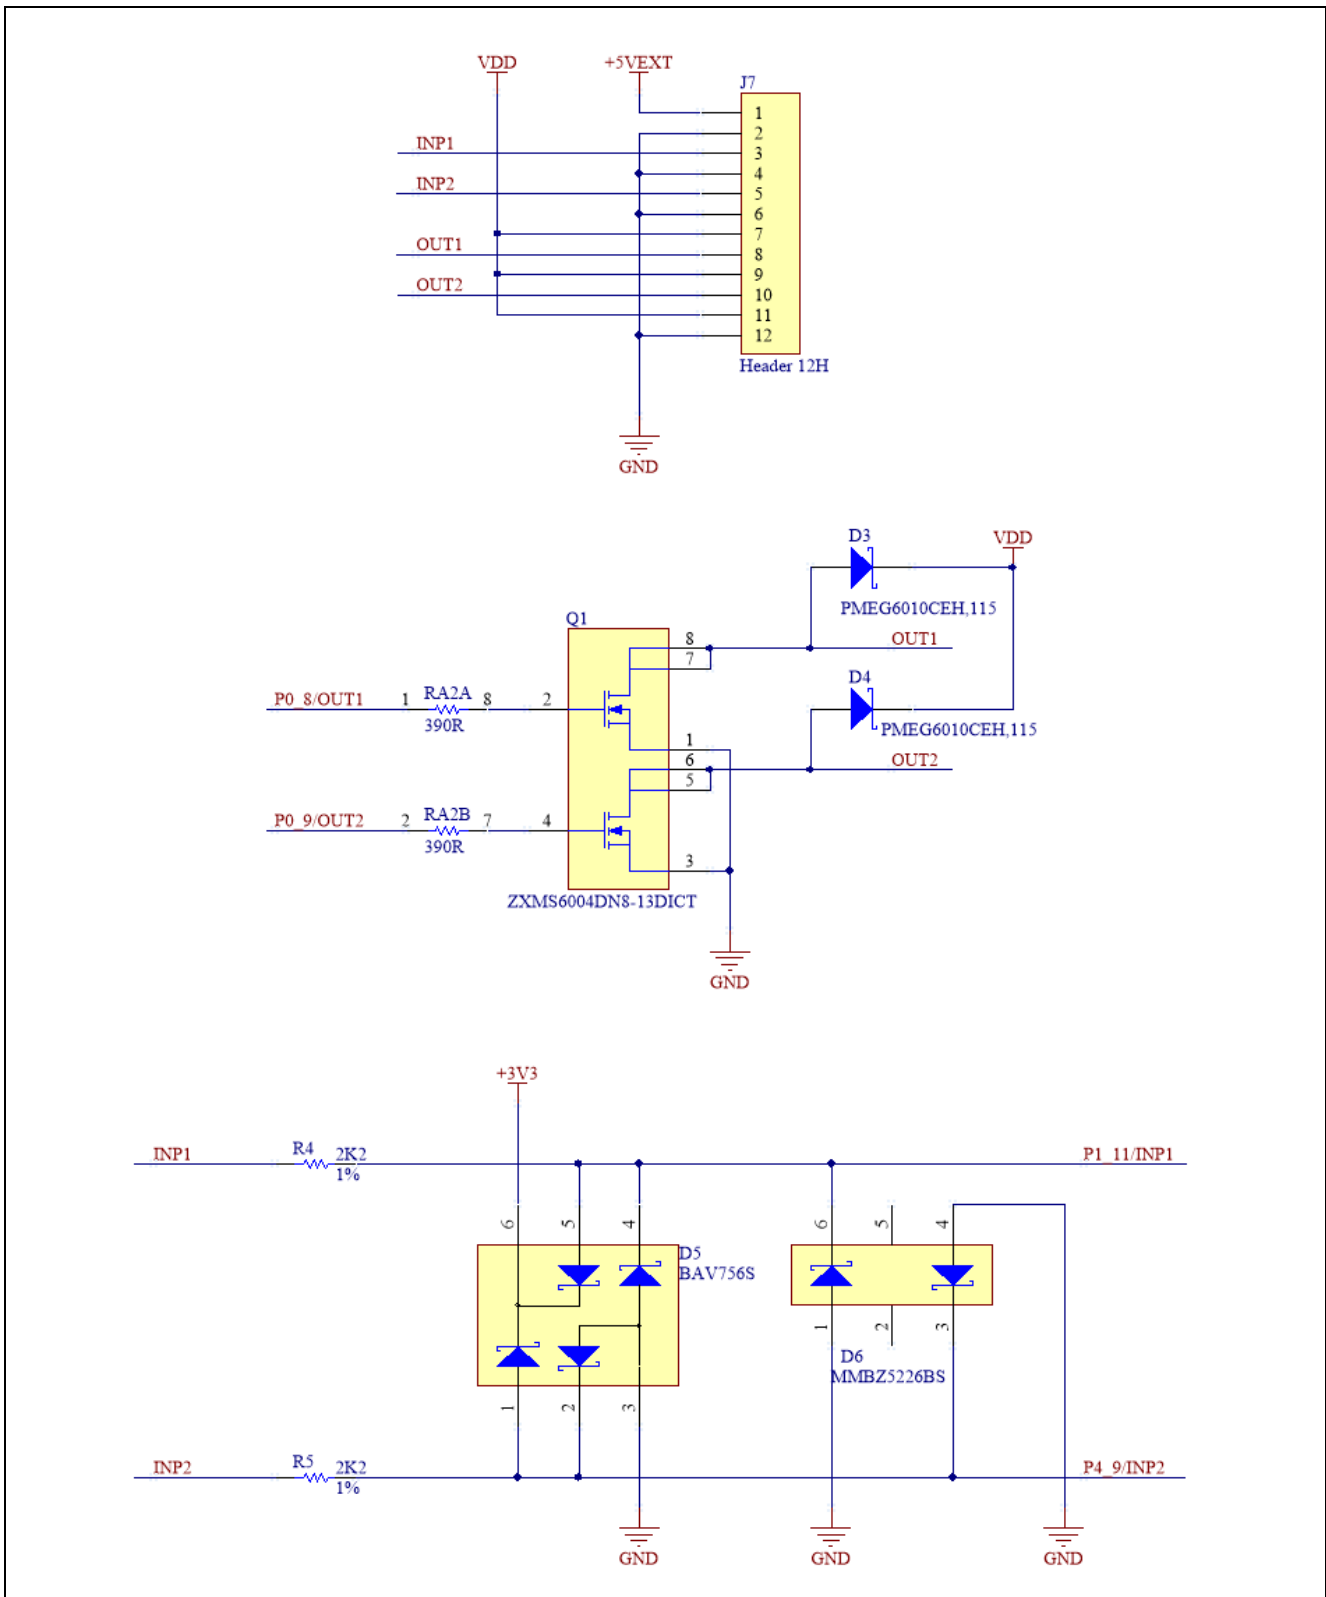 VDD
+5VEXT
J7
1
2
INP1
3
4
INP2
5
6
7
OUT1
8
9
OUT2
10
11
12
Header 12H
GND
D3
VDD
PMEG6010CEH,115
Q1
8
OUT1
7
D4
P0_8/OUT1
1
RA2A
8
2
390R
PMEG6010CEH,115
1
6
OUT2
5
P0_9/OUT2
2
RA2B
7
4
390R
3
ZXMS6004DN8-13DICT
GND
+3V3
INP1
R4
2K2
1%
P1_11/INP1
6
5
4
6
5
4
D5
BAV756S
1
2
3
D6
MMBZ5226BS
1
2
3
INP2
R5
2K2
1%
P4_9/INP2
GND
GND
GND